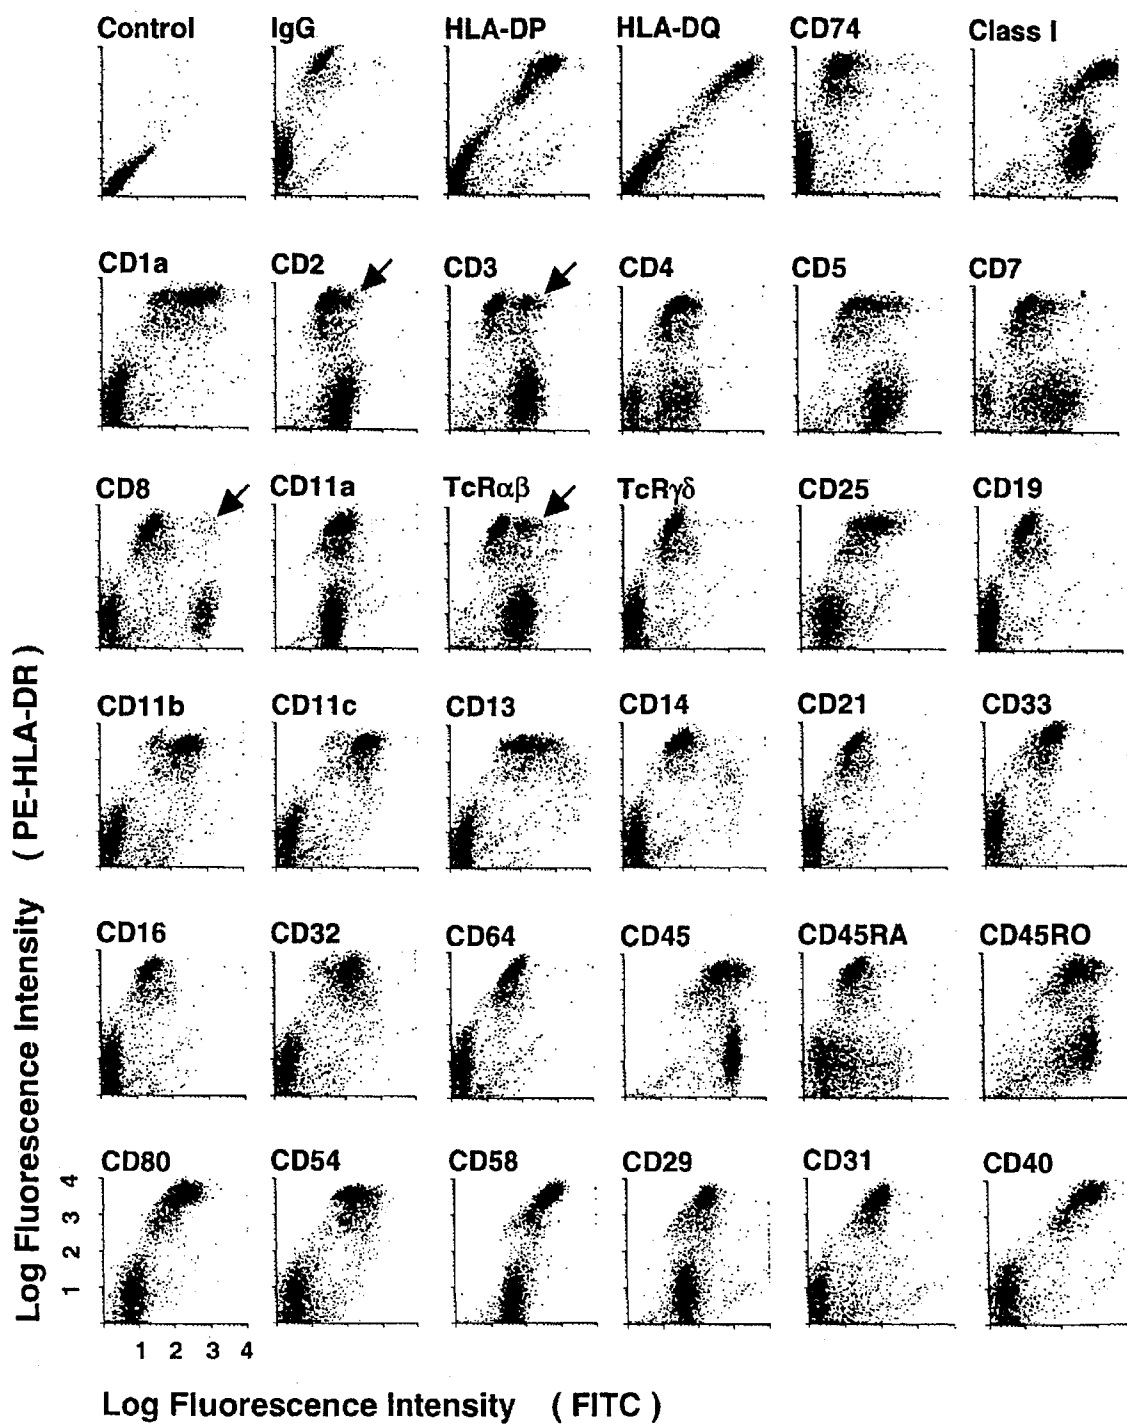 Control IgG HLA-DP HLA-DQ CD74 Class I
CD1a CD2 CD3 CD4 CD5 CD7
CD8 CD11a TcRαβ TcRγδ CD25 CD19
CD11b CD11c CD13 CD14 CD21 CD33
CD16 CD32 CD64 CD45 CD45RA CD45RO
CD80 CD54 CD58 CD29 CD31 CD40
Log Fluorescence Intensity ( PE-HLA-DR )
4
3
2
1
1 2 3 4
Log Fluorescence Intensity ( FITC )